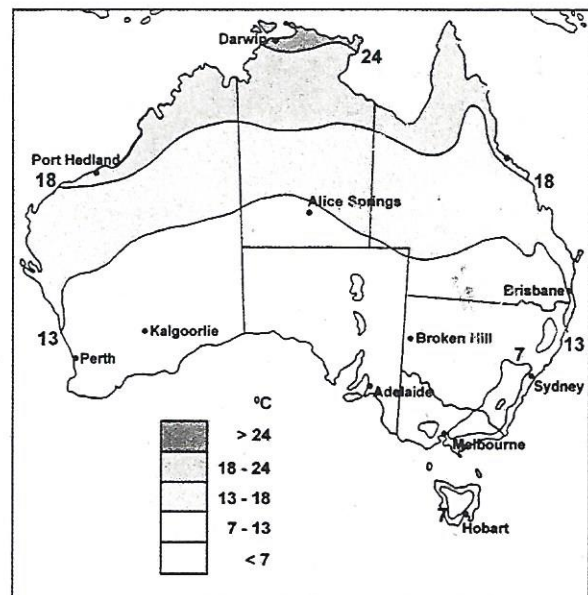 Darwin
24
Port Hedland
18
18
Alice Springs
Brisbane
13
Kalgoorlie
Broken Hill
13
7
Perth
Sydney
Adelaide
°C
> 24
Melbourne
18 - 24
13 - 18
7
7 - 13
Hobart
< 7